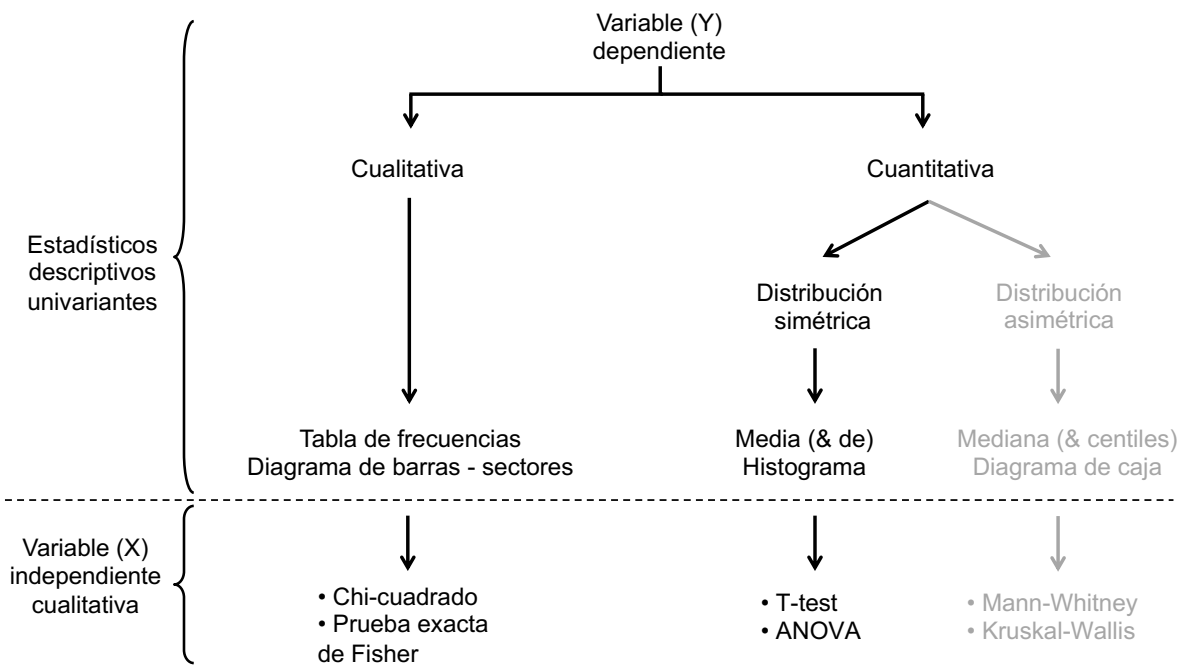 Variable (Y)
dependiente
Cualitativa
Cuantitativa
Estadísticos
descriptivos
univariantes
Distribución
simétrica
Distribución
asimétrica
Tabla de frecuencias
Diagrama de barras - sectores
Media (& de)
Histograma
Mediana (& centiles)
Diagrama de caja
Variable (X)
independiente
cualitativa
• Chi-cuadrado
• Prueba exacta
de Fisher
• T-test
• ANOVA
• Mann-Whitney
• Kruskal-Wallis